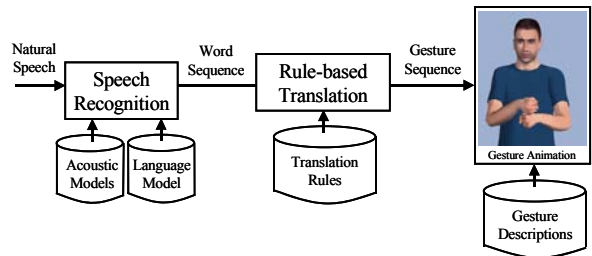 Natural
Speech
Speech
Recognition
Word
Sequence
Rule-based
Translation
Gesture
Sequence
Gesture Animation
Acoustic
Models
Language
Model
Translation
Rules
Gesture
Descriptions